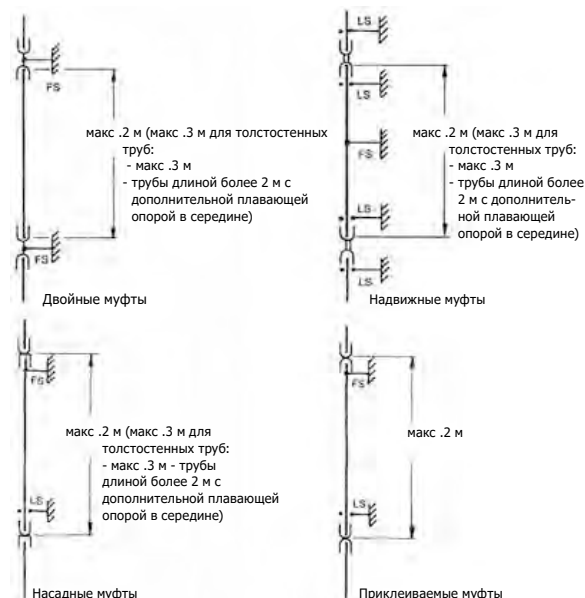 FS
макс .2 м (макс .3 м для толстостенных
труб:
- макс .3 м
- трубы длиной более 2 м с
дополнительной плавающей
опорой в середине)
FS
Двойные муфты
LS
LS
FS
макс .2 м (макс .3 м для
толстостенных труб:
- макс .3 м
- трубы длиной более
2 м с дополнитель-
ной плавающей
опорой в середине)
LS
LS
Надвижные муфты
FS
макс .2 м (макс .3 м для
толстостенных труб:
- макс .3 м - трубы
длиной более 2 м с
дополнительной плавающей
опорой в середине)
LS
Насадные муфты
FS
макс .2 м
LS
Приклеиваемые муфты